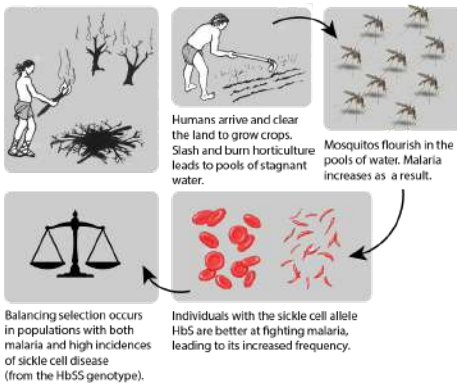 Humans arrive and clear
the land to grow crops.
Slash and burn horticulture
leads to pools of stagnant
water.
Mosquitos flourish in the
pools of water. Malaria
increases as a result.
Individuals with the sickle cell allele
HbS are better at fighting malaria,
leading to its increased frequency.
Balancing selection occurs
in populations with both
malaria and high incidences
of sickle cell disease
(from the HbSS genotype).